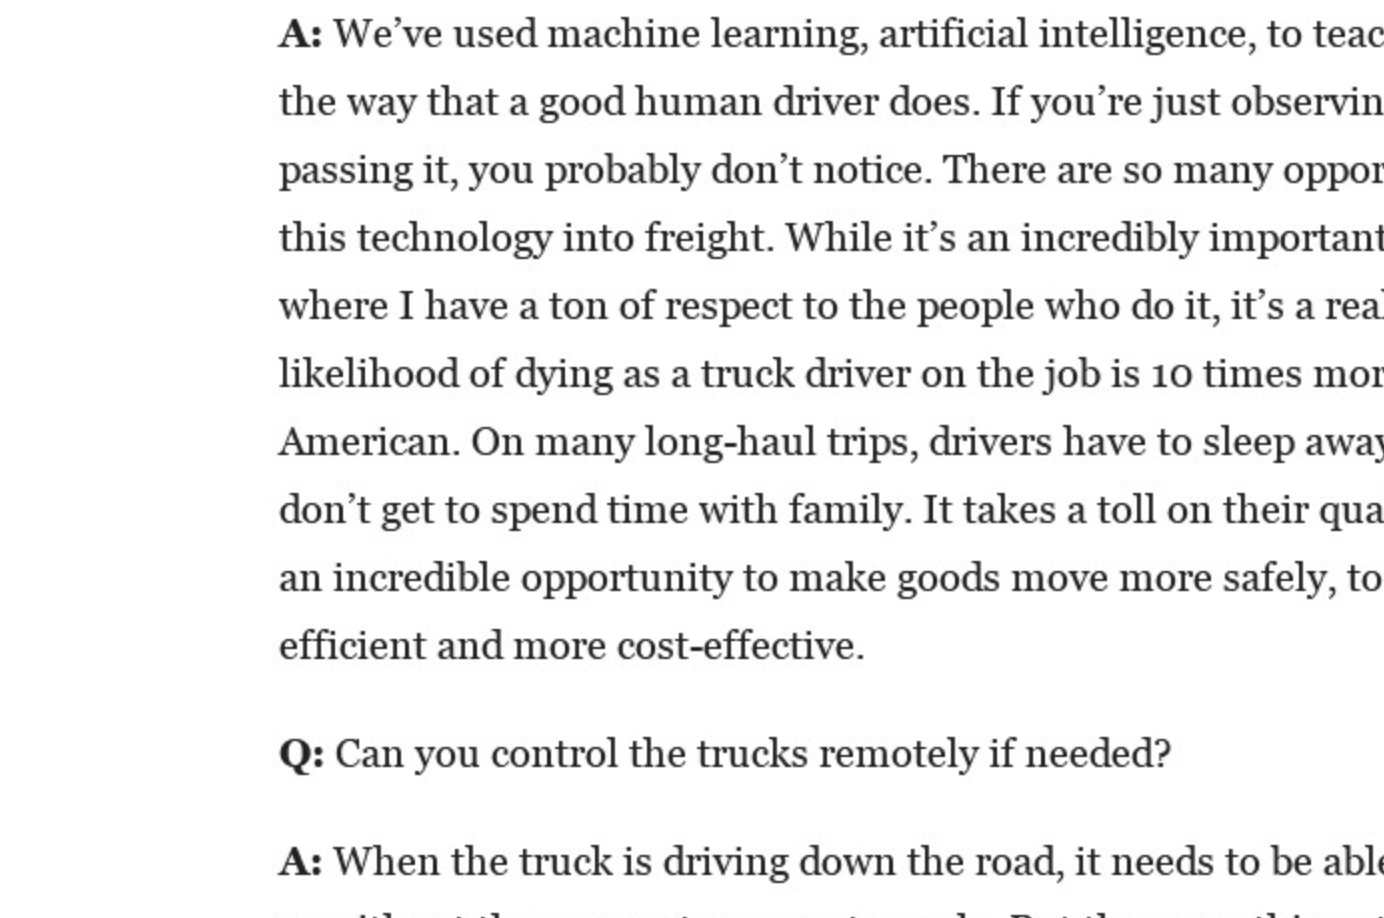 A: We’ve used machine learning, artificial intelligence, to teac
the way that a good human driver does. If you’re just observin
passing it, you probably don’t notice. There are so many oppor
this technology into freight. While it’s an incredibly important
where I have a ton of respect to the people who do it, it’s a real
likelihood of dying as a truck driver on the job is 10 times mor
American. On many long-haul trips, drivers have to sleep away
don’t get to spend time with family. It takes a toll on their qua
an incredible opportunity to make goods move more safely, to
efficient and more cost-effective.
Q: Can you control the trucks remotely if needed?
A: When the truck is driving down the road, it needs to be able